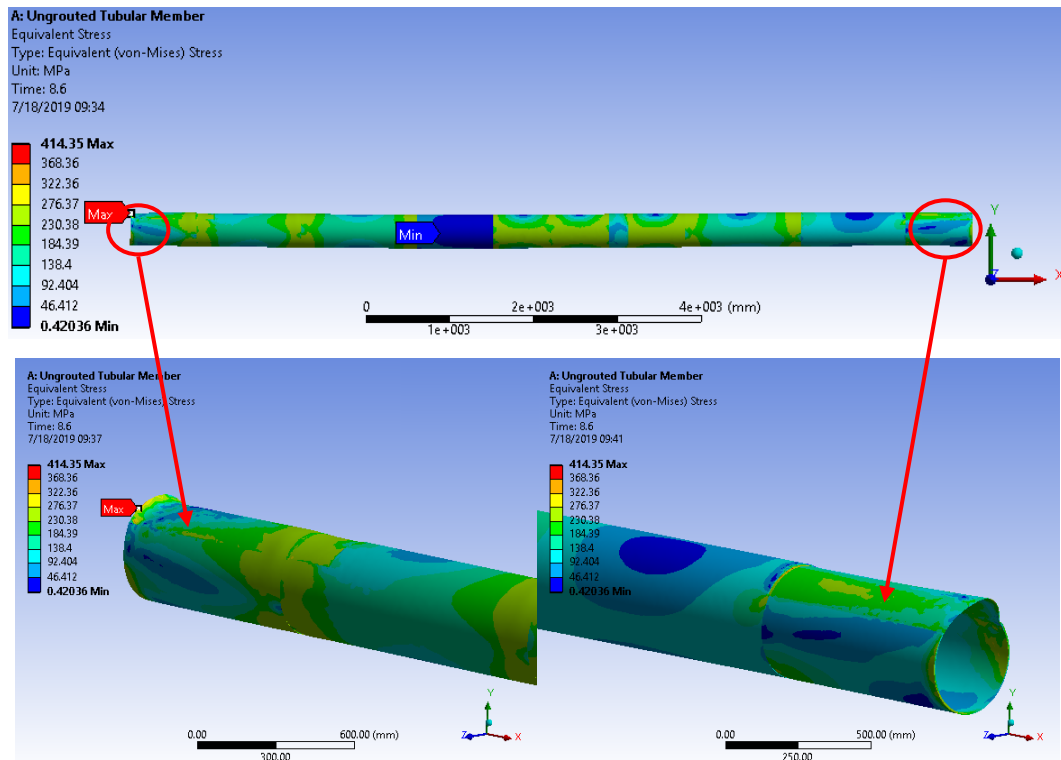 A: Ungrouted Tubular Member
Equivalent Stress
Type: Equivalent (von-Mises) Stress
Unit: MPa
Time: 8.6
7/18/2019 09:34
414.35 Max
368.36
322.36
276.37
230.38
184.39
138.4
92.404
46.412
0.42036 Min
Max
Min
Y
Z
X
0
2e+003
4e+003 (mm)
1e+003
3e+003
A: Ungrouted Tubular Member
Equivalent Stress
Type: Equivalent (von-Mises) Stress
Unit: MPa
Time: 8.6
7/18/2019 09:37
414.35 Max
368.36
322.36
276.37
230.38
184.39
138.4
92.404
46.412
0.42036 Min
Max
0.00
600.00 (mm)
300.00
Y
Z
X
A: Ungrouted Tubular Member
Equivalent Stress
Type: Equivalent (von-Mises) Stress
Unit: MPa
Time: 8.6
7/18/2019 09:41
414.35 Max
368.36
322.36
276.37
230.38
184.39
138.4
92.404
46.412
0.42036 Min
0.00
500.00 (mm)
250.00
Y
Z
X